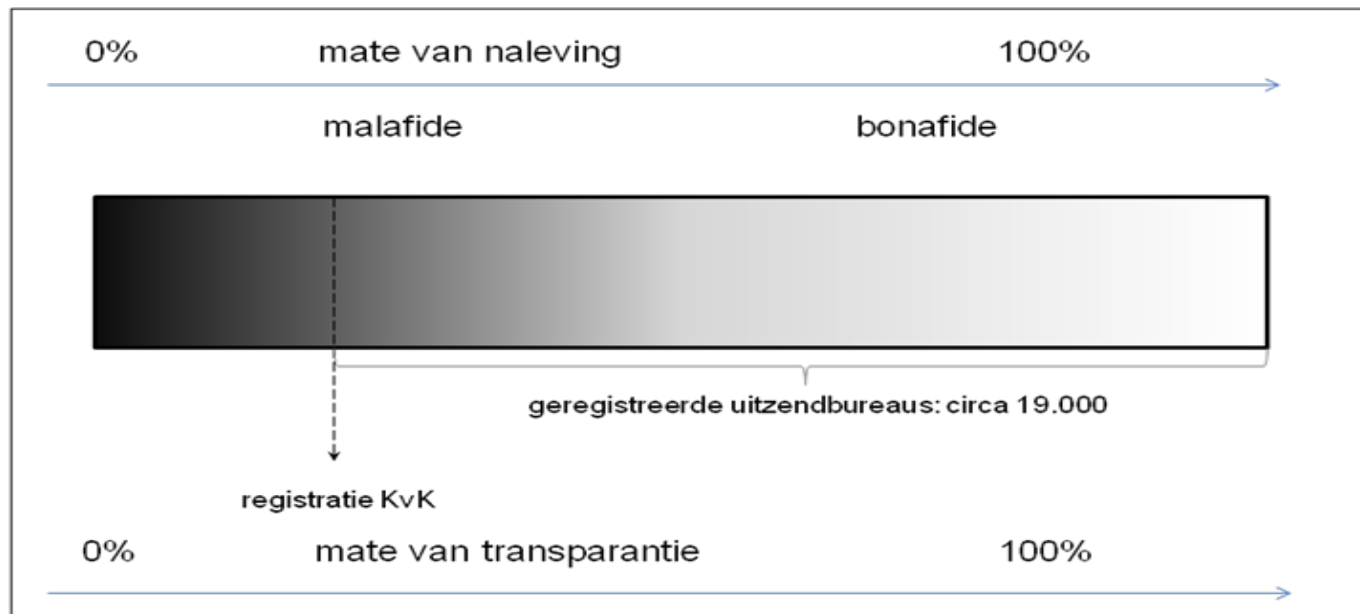 0% mate van naleving 100%
malafide bonafide
geregistreerde uitzendbureaus: circa 19.000
registratie KvK
0% mate van transparantie 100%